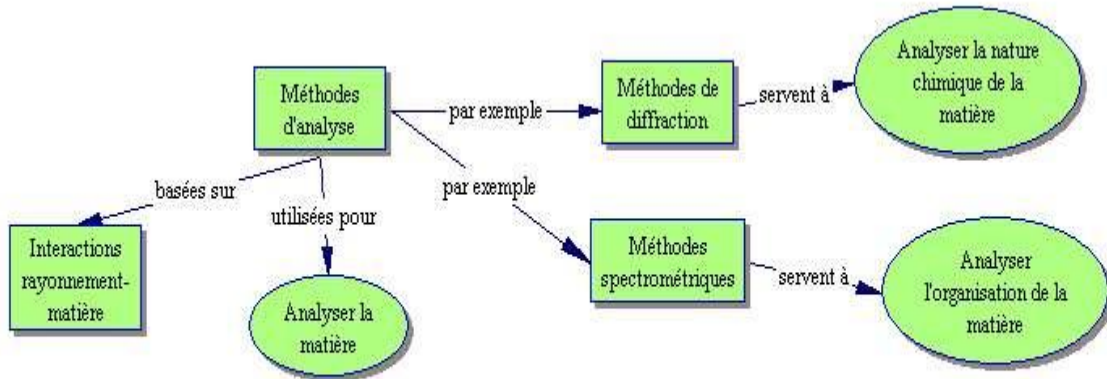 Méthodes
d'analyse
par exemple
Méthodes de
diffraction
servent à
Analyser la nature
chimique de la
matière
basées sur
Interactions
rayonnement-
matière
utilisées pour
Analyser la
matière
par exemple
Méthodes
spectrométriques
servent à
Analyser
l'organisation de la
matière